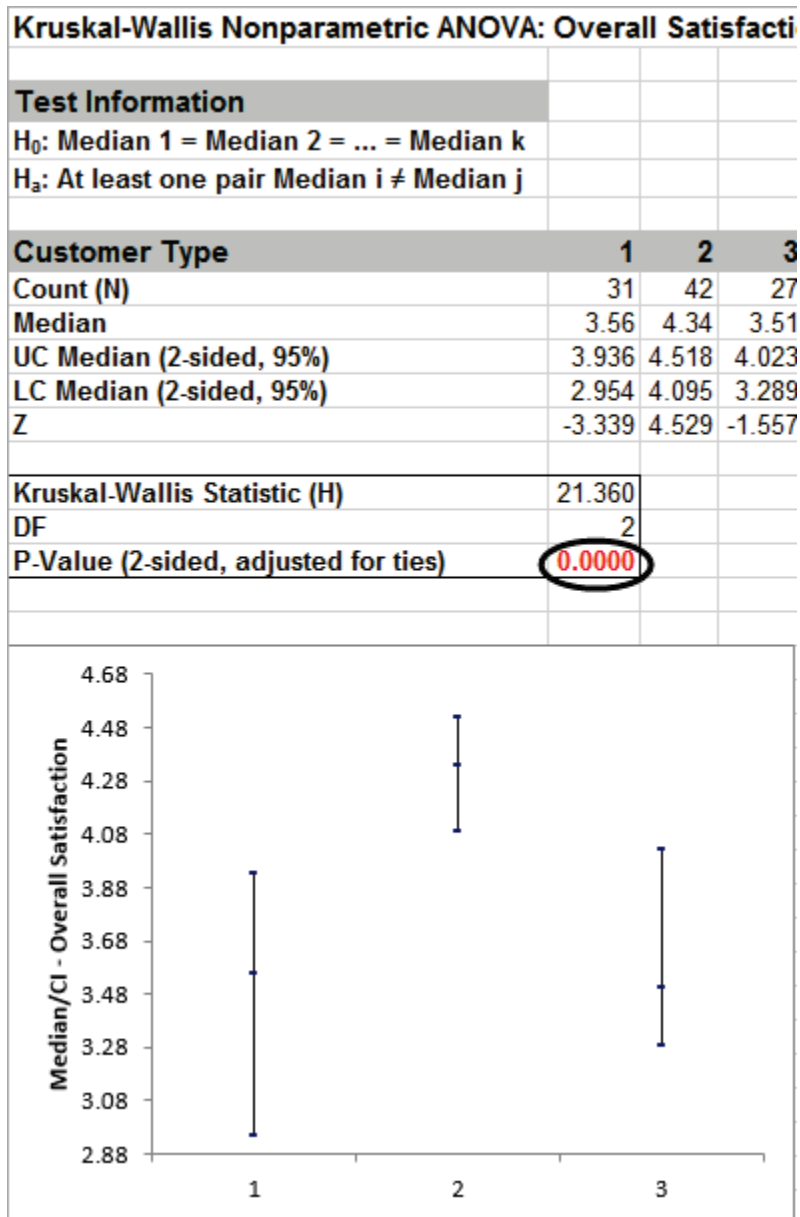 Kruskal-Wallis Nonparametric ANOVA: Overall Satisfacti
Test Information
H₀: Median 1 = Median 2 = ... = Median k
Hₐ: At least one pair Median i ≠ Median j
Customer Type 1 2 3
Count (N) 31 42 27
Median 3.56 4.34 3.51
UC Median (2-sided, 95%) 3.936 4.518 4.023
LC Median (2-sided, 95%) 2.954 4.095 3.289
Z -3.339 4.529 -1.557
Kruskal-Wallis Statistic (H) 21.360
DF 2
P-Value (2-sided, adjusted for ties) 0.0000
Median/CI - Overall Satisfaction
4.68
4.48
4.28
4.08
3.88
3.68
3.48
3.28
3.08
2.88
1 2 3